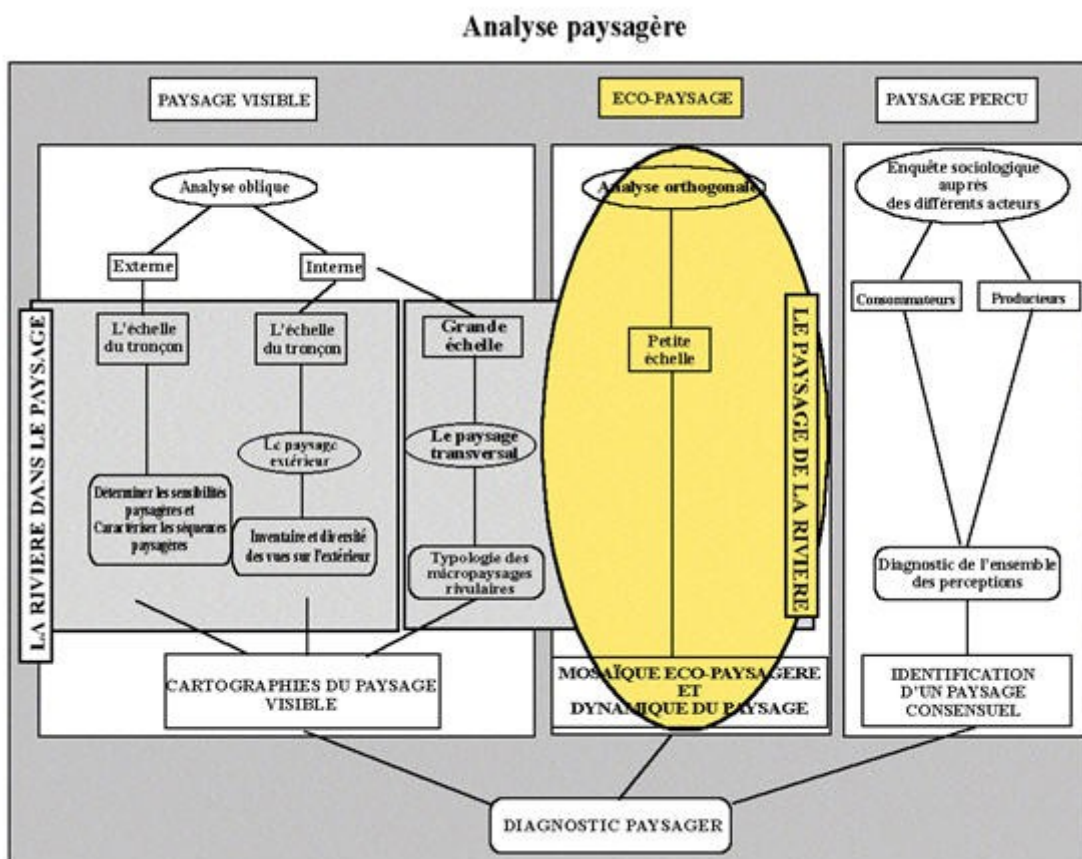 Analyse paysagère
PAYSAGE VISIBLE
ECO-PAYSAGE
PAYSAGE PERCU
Analyse oblique
Analyse orthogonale
Enquête sociologique
auprès
des différents acteurs
Externe
Interne
Consommateurs
Producteurs
LA RIVIERE DANS LE PAYSAGE
L'échelle
du tronçon
L'échelle
du tronçon
Grande
échelle
Petite
échelle
LE PAYSAGE DE LA RIVIERE
Le paysage
extérieur
Le paysage
transversal
Déterminer les sensibilités
paysagères et
Caractériser les séquences
paysagères
Inventaire et diversité
des vues sur l'extérieur
Typologie des
micropaysages
rivulaires
Diagnostic de l'ensemble
des perceptions
CARTOGRAPHIES DU PAYSAGE
VISIBLE
MOSAÏQUE ECO-PAYSAGERE
ET
DYNAMIQUE DU PAYSAGE
IDENTIFICATION
D'UN PAYSAGE
CONSENSUEL
DIAGNOSTIC PAYSAGER